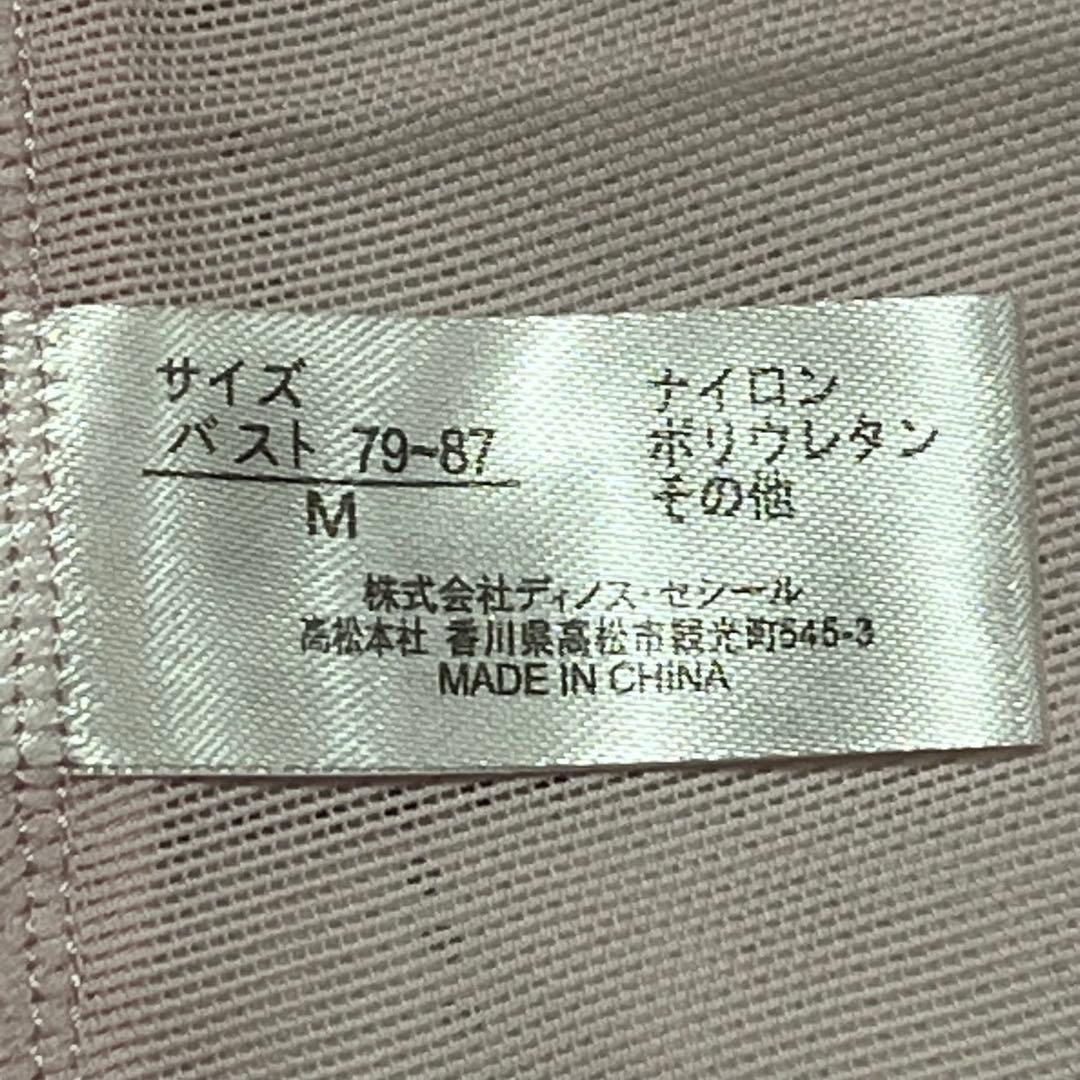 サイズ
バスト 79~87
M
ナイロン
ポリウレタン
その他
株式会社ディノス・セシール
高松本社 香川県高松市観光町545-3
MADE IN CHINA